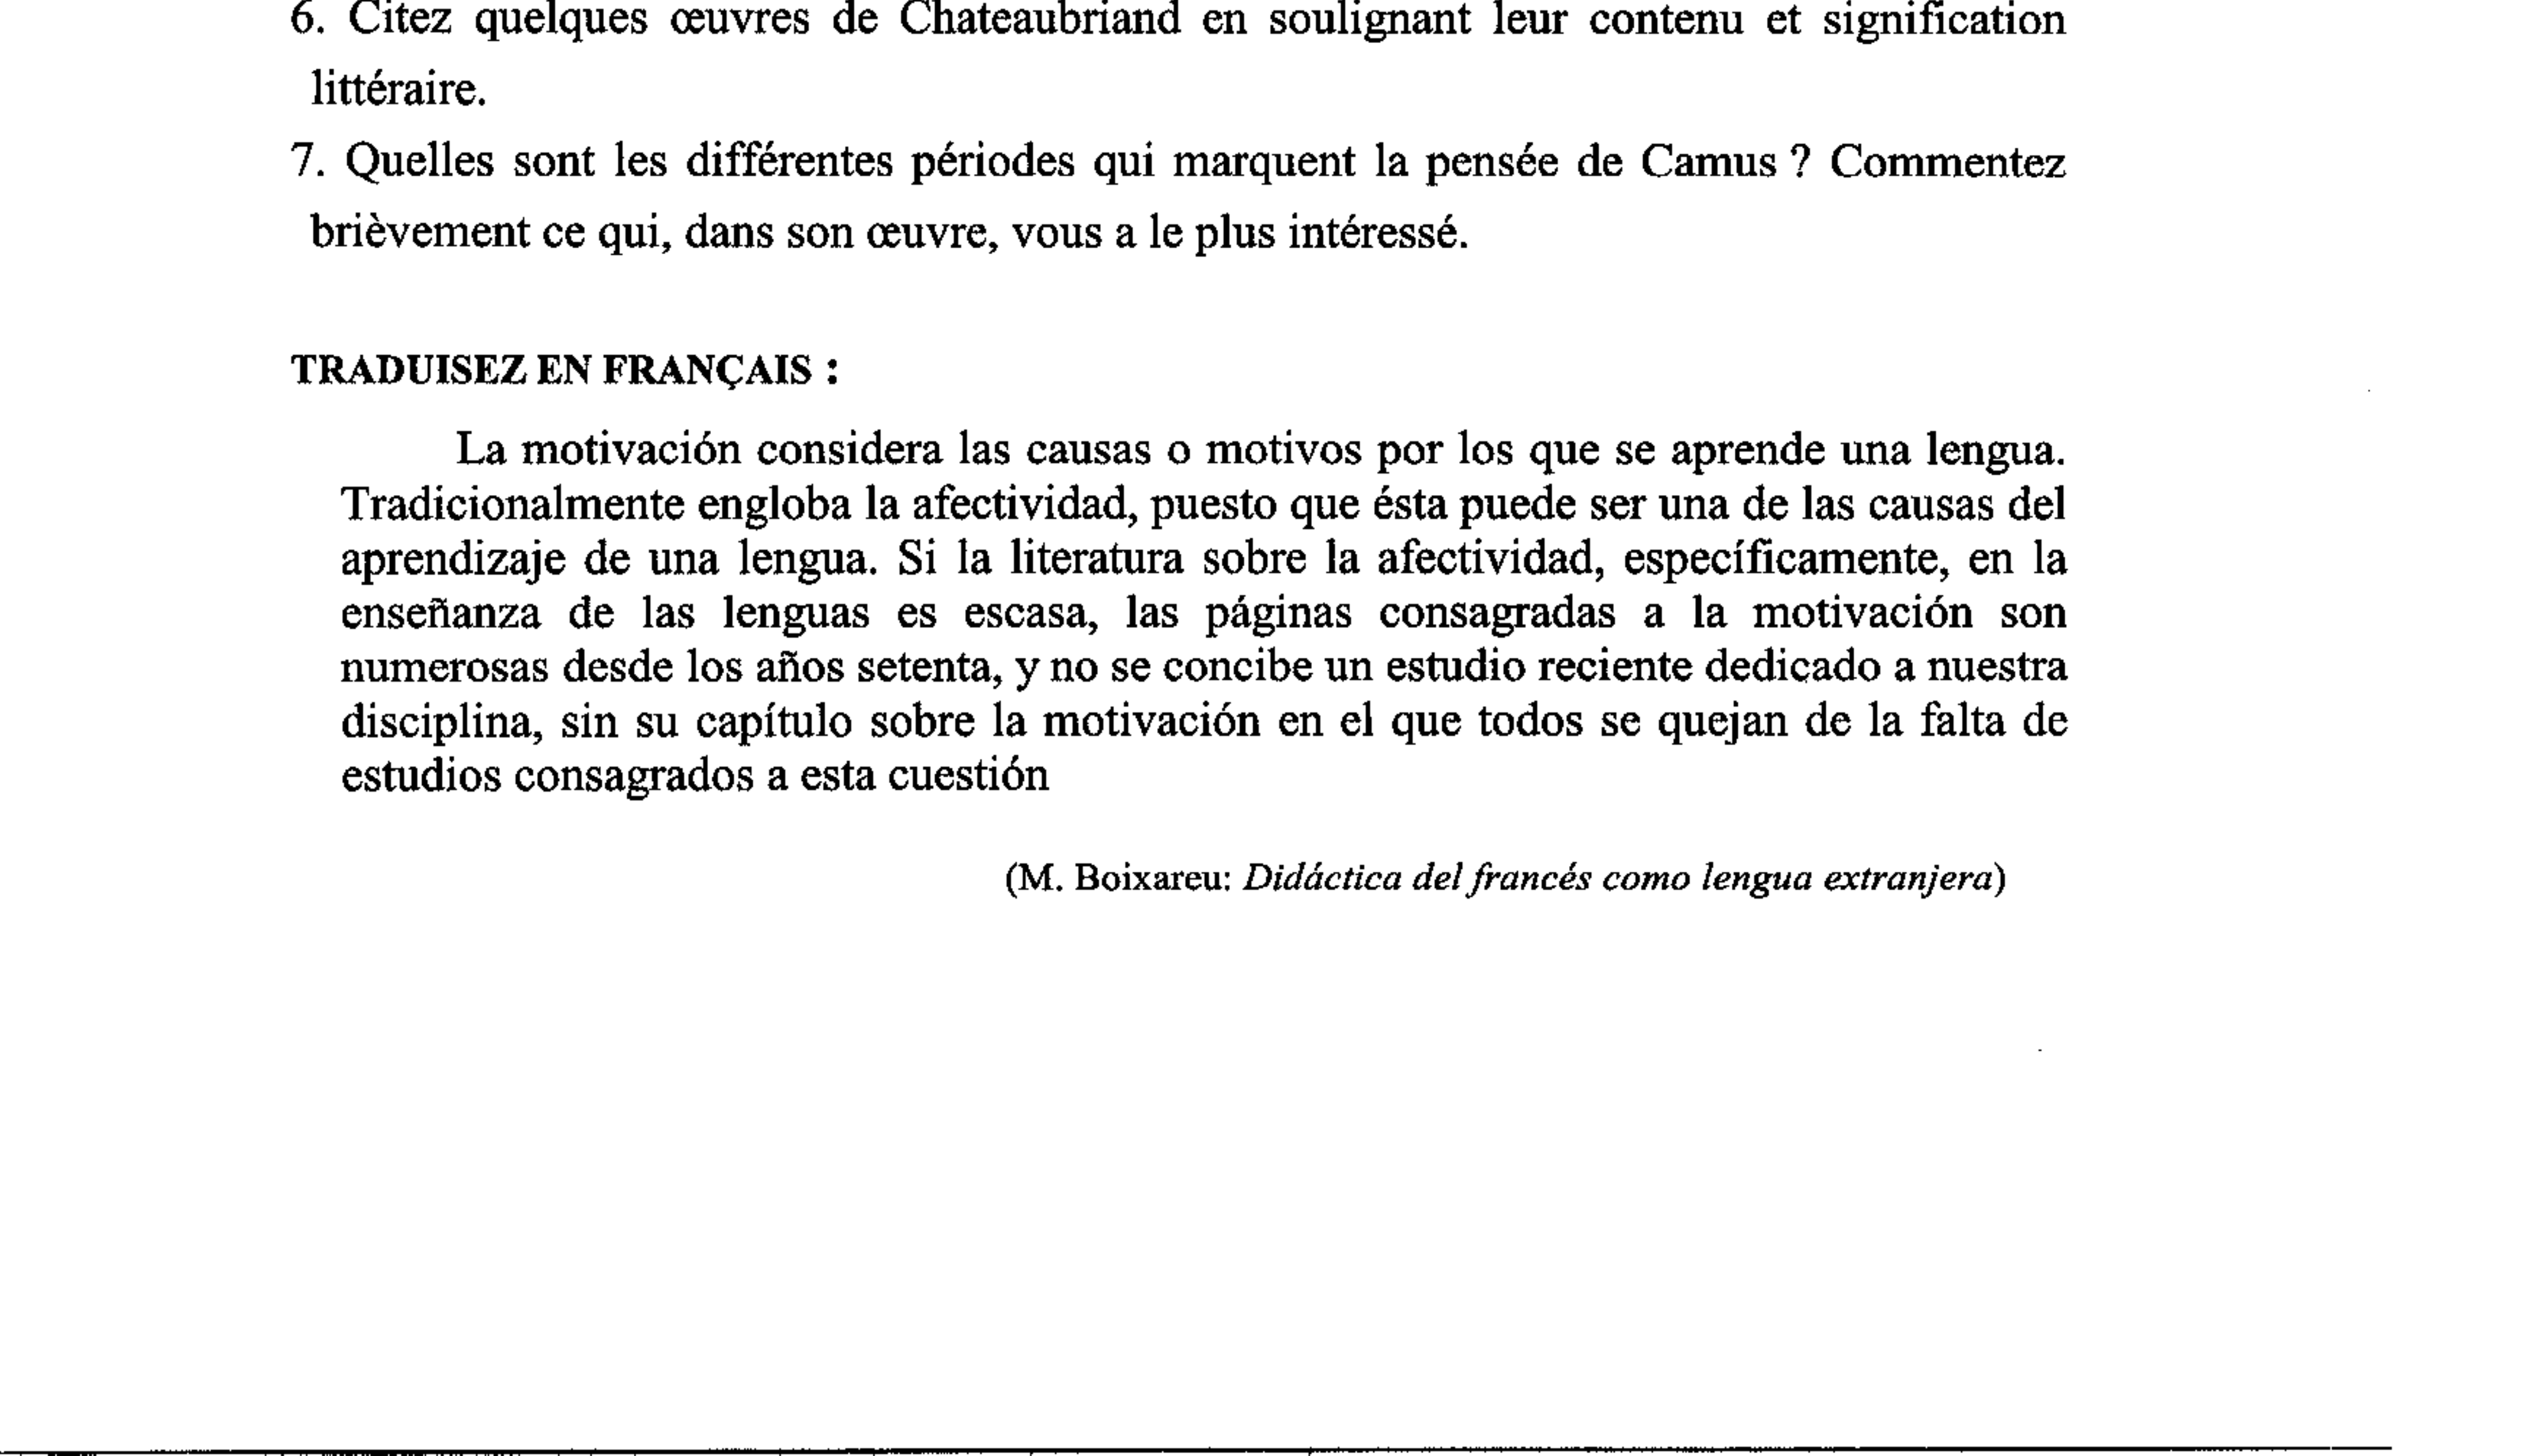 6. Citez quelques œuvres de Chateaubriand en soulignant leur contenu et signification
littéraire.
7. Quelles sont les différentes périodes qui marquent la pensée de Camus ? Commentez
brièvement ce qui, dans son œuvre, vous a le plus intéressé.
TRADUISEZ EN FRANÇAIS :
La motivación considera las causas o motivos por los que se aprende una lengua.
Tradicionalmente engloba la afectividad, puesto que ésta puede ser una de las causas del
aprendizaje de una lengua. Si la literatura sobre la afectividad, específicamente, en la
enseñanza de las lenguas es escasa, las páginas consagradas a la motivación son
numerosas desde los años setenta, y no se concibe un estudio reciente dedicado a nuestra
disciplina, sin su capítulo sobre la motivación en el que todos se quejan de la falta de
estudios consagrados a esta cuestión
(M. Boixareu: Didáctica del francés como lengua extranjera)